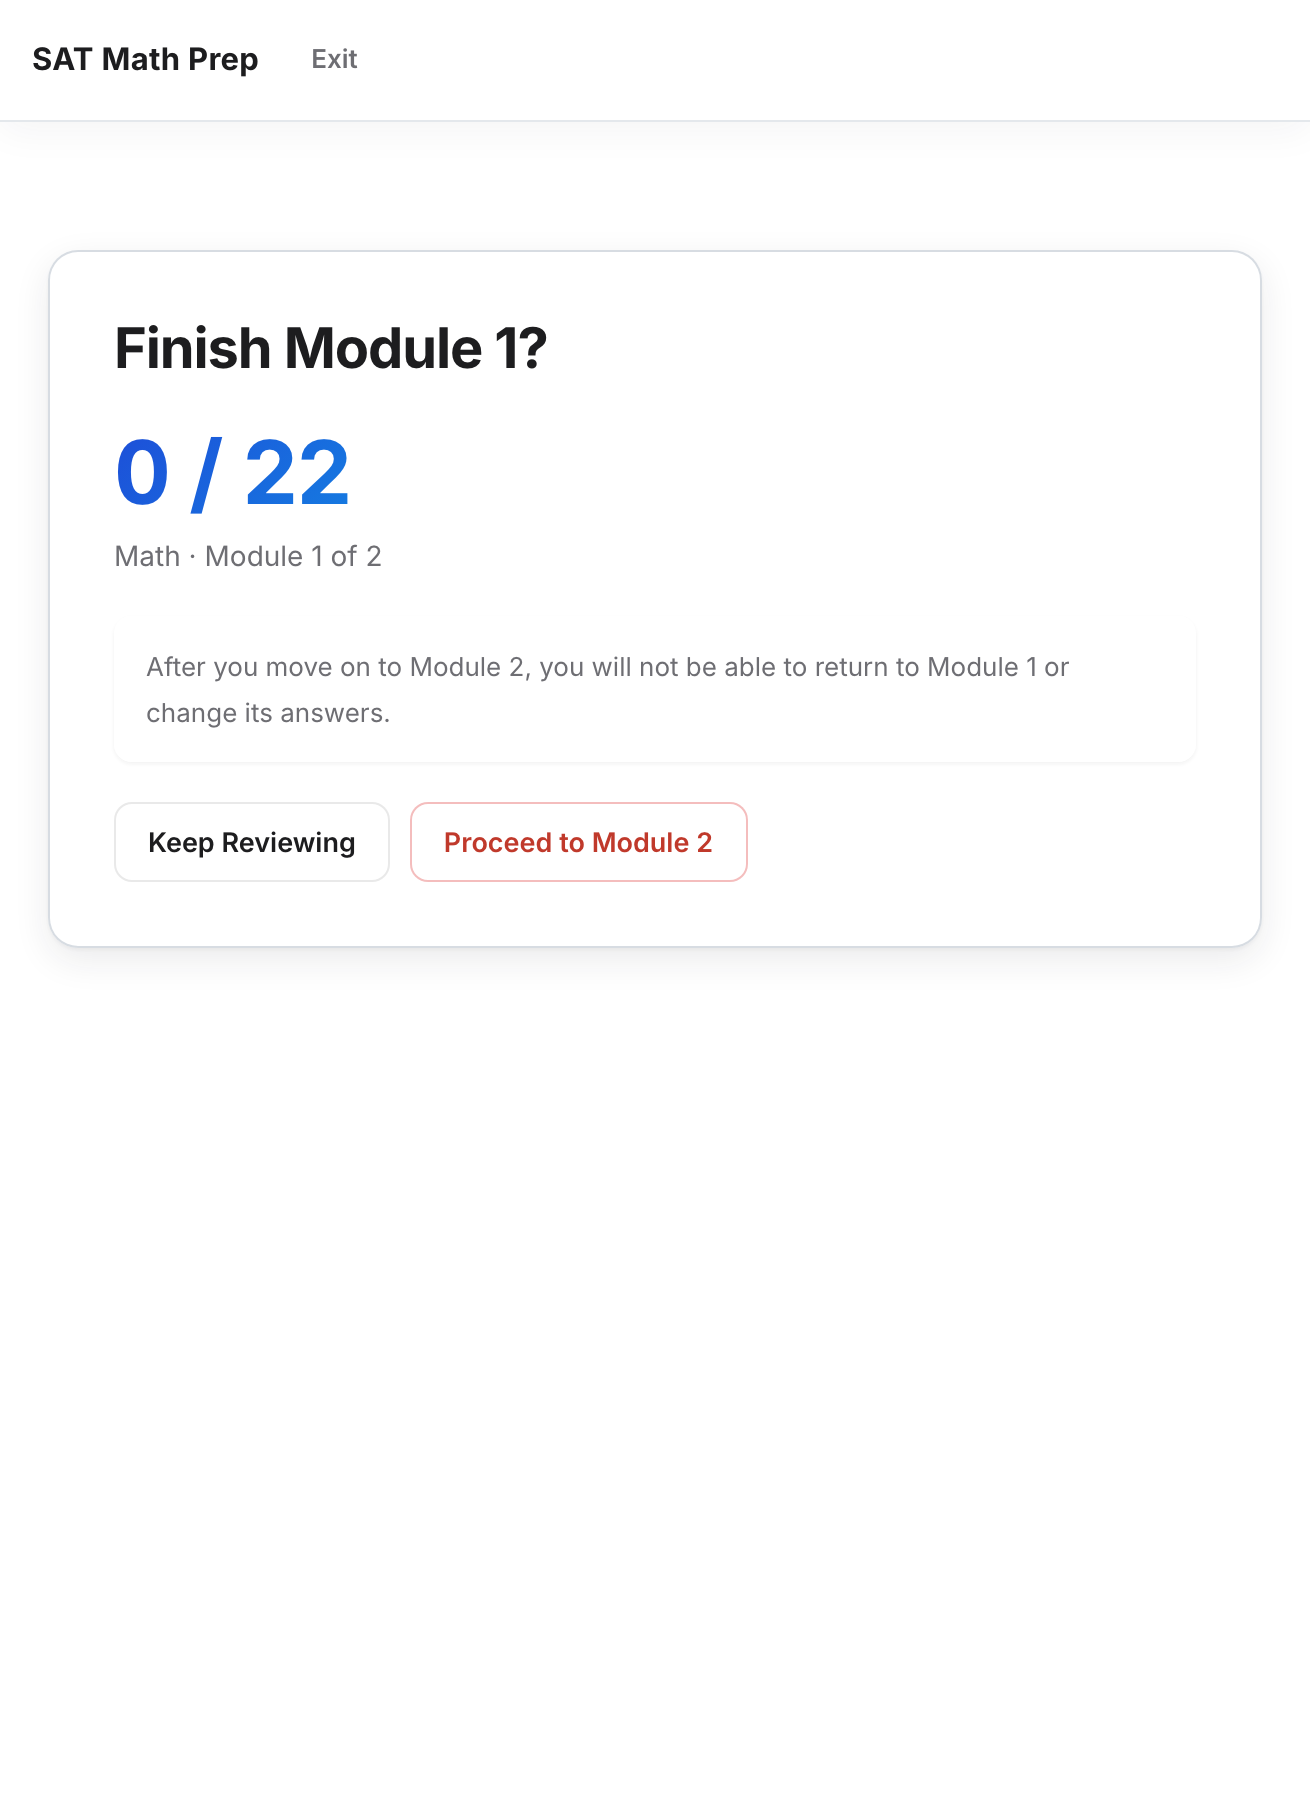 SAT Math Prep Exit
Finish Module 1?
0 / 22
Math · Module 1 of 2
After you move on to Module 2, you will not be able to return to Module 1 or
change its answers.
Keep Reviewing Proceed to Module 2